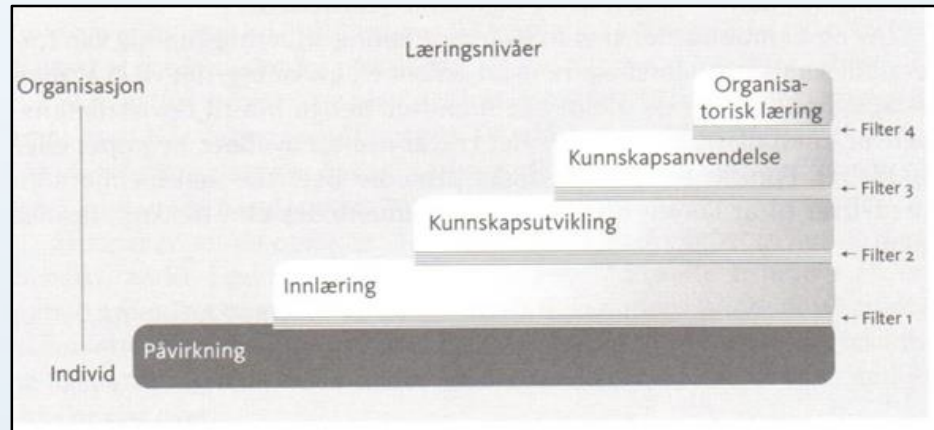 Læringsnivåer
Organisasjon
Organisa-
torisk læring
← Filter 4
Kunnskapsanvendelse
← Filter 3
Kunnskapsutvikling
← Filter 2
Innlæring
← Filter 1
Påvirkning
Individ